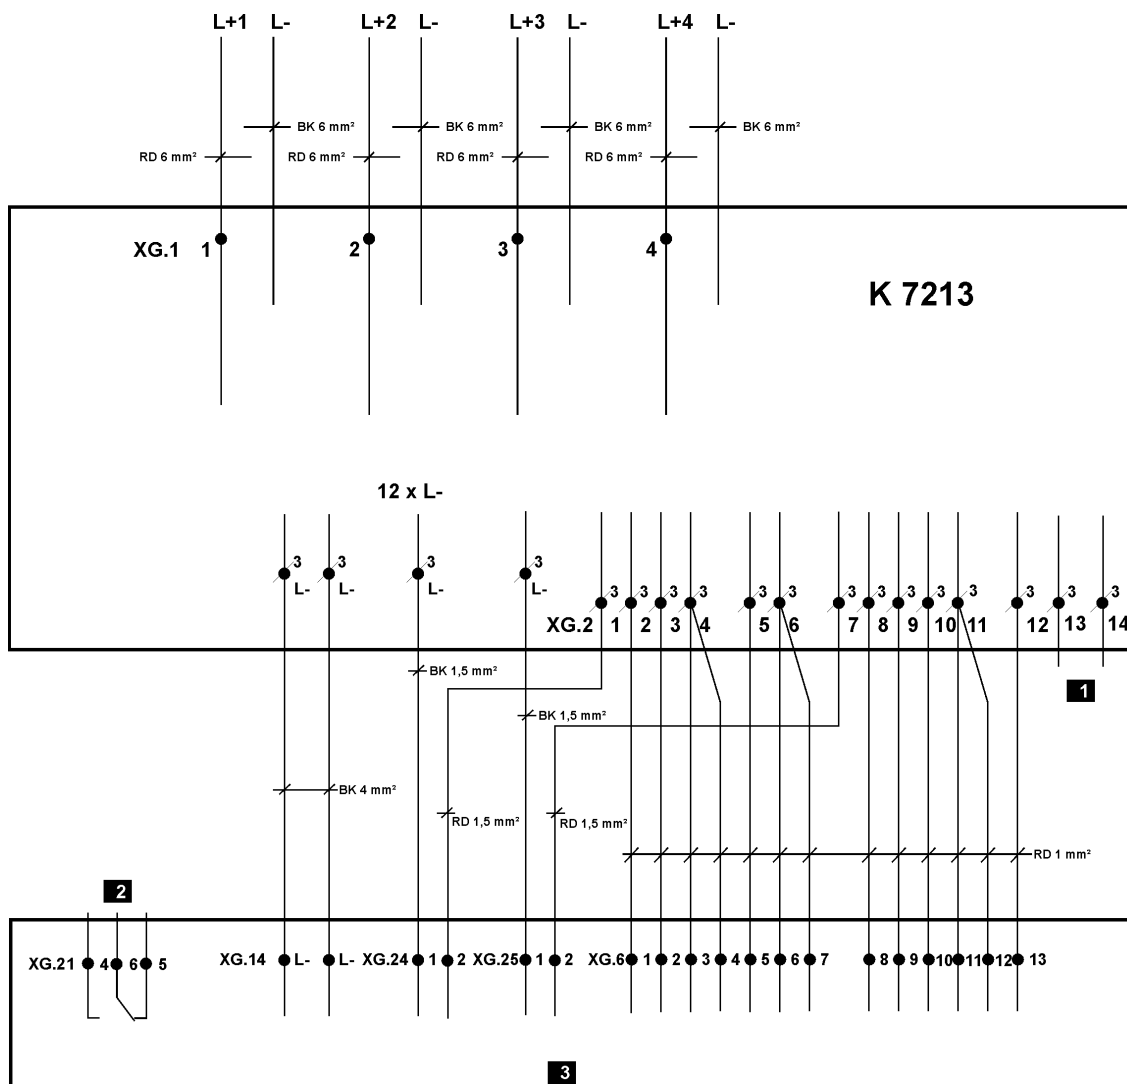 L+1 L- L+2 L- L+3 L- L+4 L-
BK 6 mm² BK 6 mm² BK 6 mm² BK 6 mm²
RD 6 mm² RD 6 mm² RD 6 mm² RD 6 mm²
XG.1 1 2 3 4
K 7213
12 x L-
3 3 3 3
L- L- L- L-
3 3 3 3 3 3 3 3 3 3 3 3 3 3
XG.2 1 2 3 4 5 6 7 8 9 10 11 12 13 14
BK 1,5 mm²
1
BK 1,5 mm²
BK 4 mm²
RD 1,5 mm² RD 1,5 mm²
RD 1 mm²
2
XG.21 4 6 5 XG.14 L- L- XG.24 1 2 XG.25 1 2 XG.6 1 2 3 4 5 6 7 8 9 10 11 12 13
3